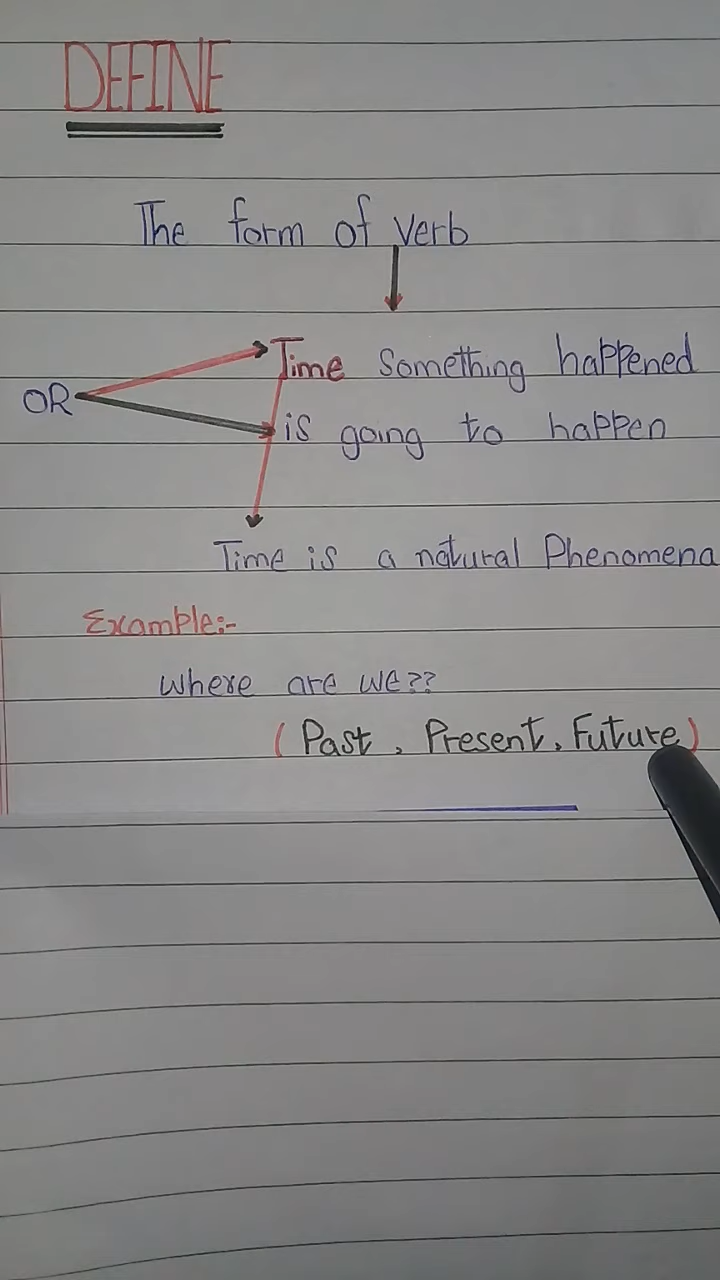 DEFINE
The form of verb
Time Something happened
OR
is going to happen
Time is a natural Phenomena
Example:-
where are we??
(Past, Present, Future)